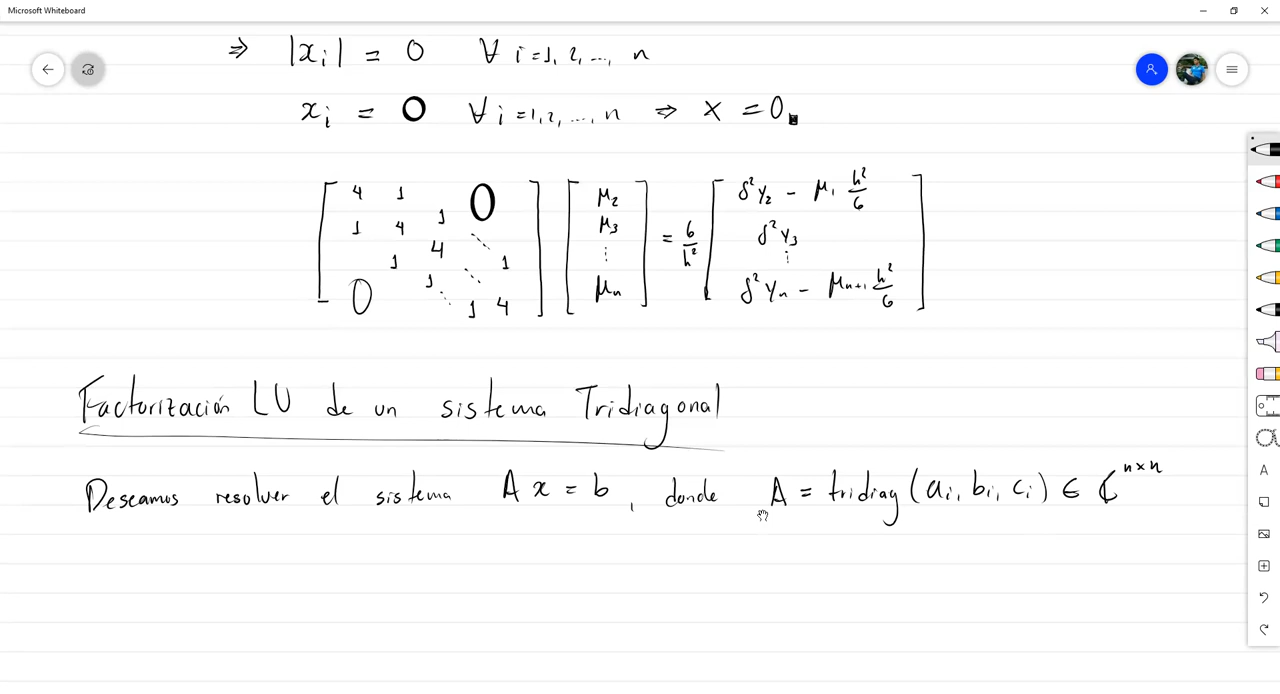 Microsoft Whiteboard
⇒ |xᵢ| = 0 ∀ i=1, 2, ..., n
xᵢ = 0 ∀ i=1,2,...,n ⇒ x = 0.
[4 1 0; 1 4 1; 1 4 ⋱ 1; 0 1 ⋱ 1 4] [μ₂; μ₃; ⋮; μₙ] = 6/h² [δ²y₂ − μ₁ h²/6; δ²y₃; ⋮; δ²yₙ − μₙ₊₁ h²/6]
Factorización LU de un sistema Tridiagonal
Deseamos resolver el sistema A x = b, donde A = tridiag(aᵢ, bᵢ, cᵢ) ∈ ℂⁿˣⁿ
A